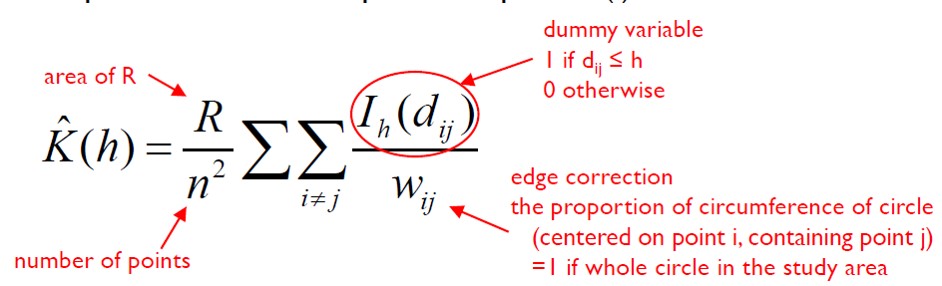 dummy variable
1 if d_ij ≤ h
0 otherwise
area of R
K̂(h) = R / n² ∑∑ i≠j I_h(d_ij) / w_ij
edge correction
the proportion of circumference of circle
(centered on point i, containing point j)
=1 if whole circle in the study area
number of points